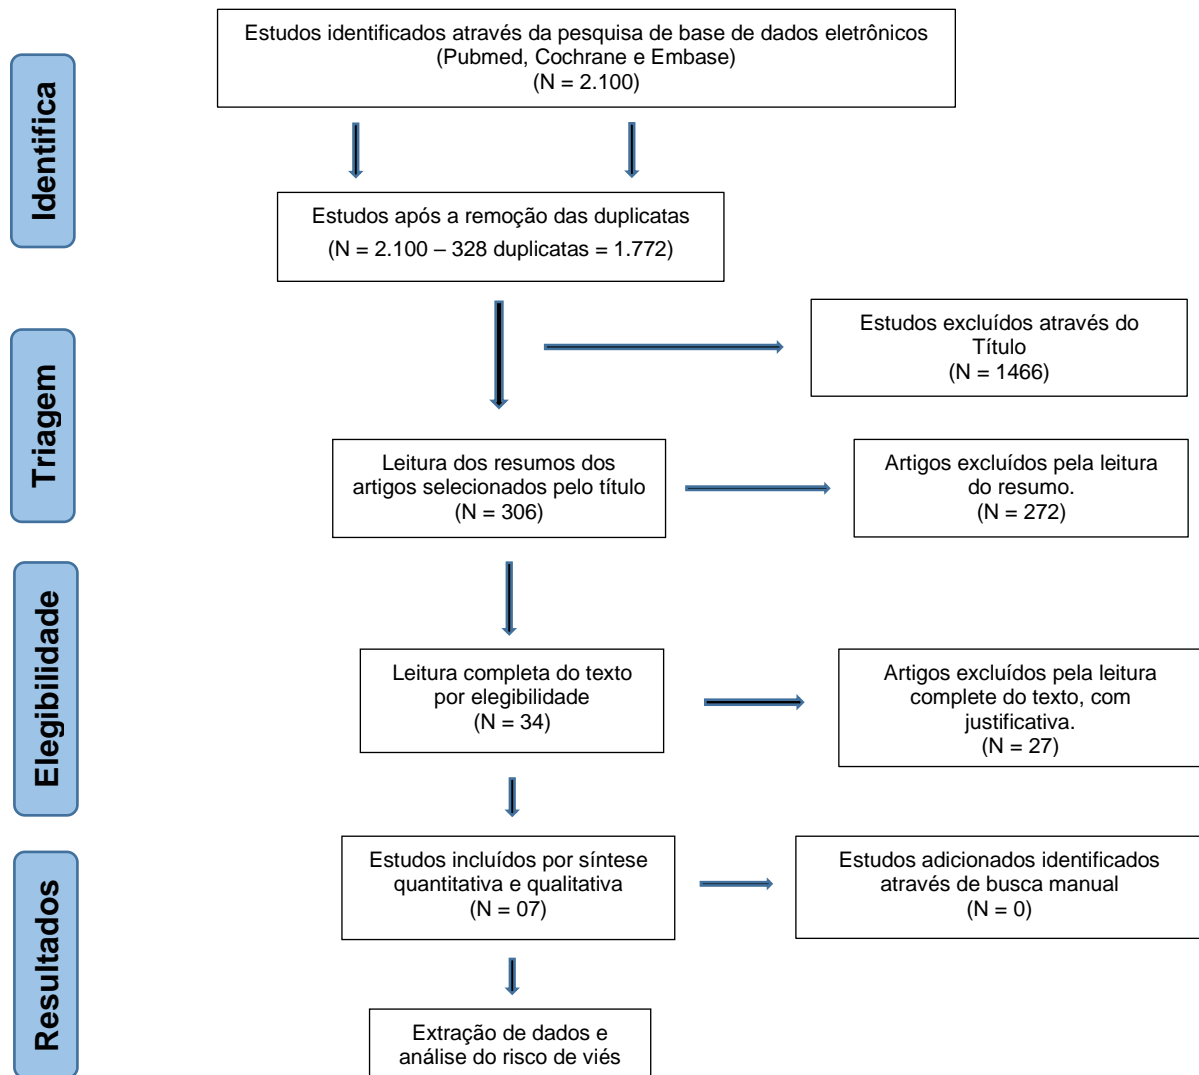 Estudos identificados através da pesquisa de base de dados eletrônicos
(Pubmed, Cochrane e Embase)
(N = 2.100)
Identifica
Estudos após a remoção das duplicatas
(N = 2.100 – 328 duplicatas = 1.772)
Estudos excluídos através do
Título
(N = 1466)
Triagem
Leitura dos resumos dos
artigos selecionados pelo título
(N = 306)
Artigos excluídos pela leitura
do resumo.
(N = 272)
Elegibilidade
Leitura completa do texto
por elegibilidade
(N = 34)
Artigos excluídos pela leitura
complete do texto, com
justificativa.
(N = 27)
Resultados
Estudos incluídos por síntese
quantitativa e qualitativa
(N = 07)
Estudos adicionados identificados
através de busca manual
(N = 0)
Extração de dados e
análise do risco de viés